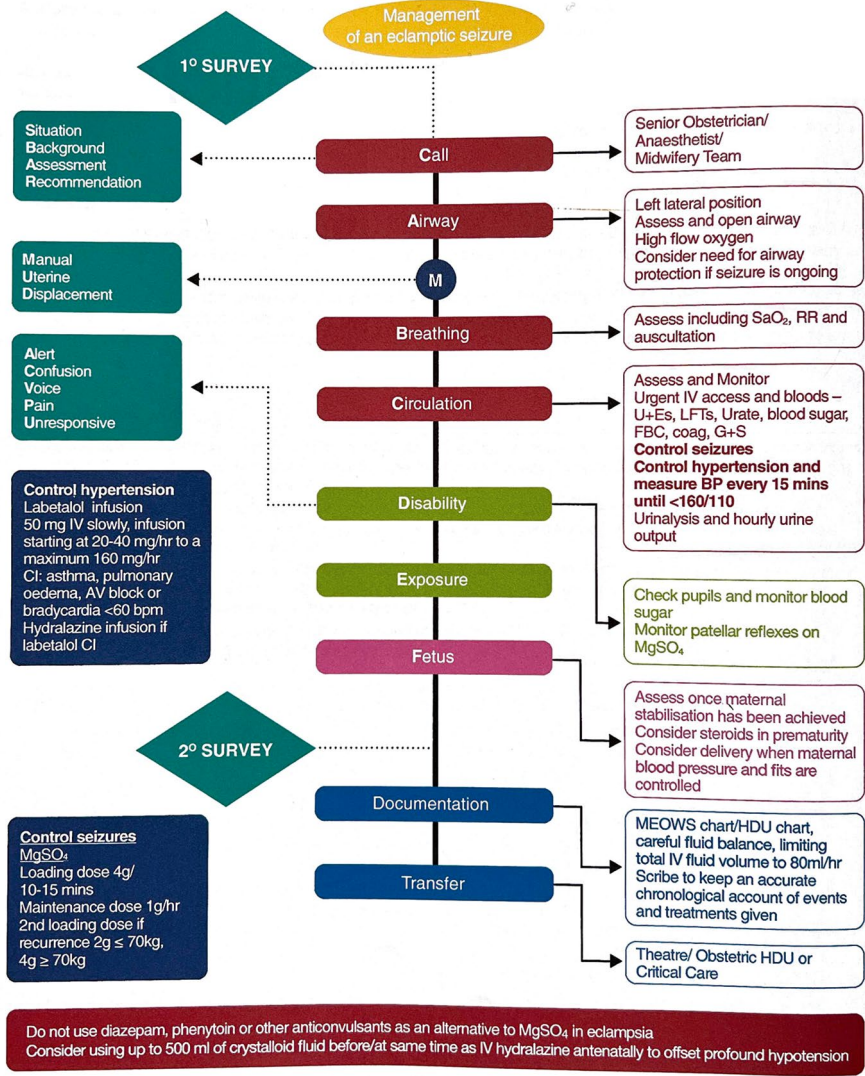 Management
of an eclamptic seizure
1º SURVEY
Situation
Background
Assessment
Recommendation
Call
Senior Obstetrician/
Anaesthetist/
Midwifery Team
Airway
Left lateral position
Assess and open airway
High flow oxygen
Consider need for airway
protection if seizure is ongoing
Manual
Uterine
Displacement
M
Breathing
Assess including SaO₂, RR and
auscultation
Alert
Confusion
Voice
Pain
Unresponsive
Circulation
Assess and Monitor
Urgent IV access and bloods –
U+Es, LFTs, Urate, blood sugar,
FBC, coag, G+S
Control seizures
Control hypertension and
measure BP every 15 mins
until <160/110
Urinalysis and hourly urine
output
Control hypertension
Labetalol infusion
50 mg IV slowly, infusion
starting at 20-40 mg/hr to a
maximum 160 mg/hr
CI: asthma, pulmonary
oedema, AV block or
bradycardia <60 bpm
Hydralazine infusion if
labetalol CI
Disability
Check pupils and monitor blood
sugar
Monitor patellar reflexes on
MgSO₄
Exposure
Fetus
Assess once maternal
stabilisation has been achieved
Consider steroids in prematurity
Consider delivery when maternal
blood pressure and fits are
controlled
2º SURVEY
Documentation
MEOWS chart/HDU chart,
careful fluid balance, limiting
total IV fluid volume to 80ml/hr
Scribe to keep an accurate
chronological account of events
and treatments given
Control seizures
MgSO₄
Loading dose 4g/
10-15 mins
Maintenance dose 1g/hr
2nd loading dose if
recurrence 2g ≤ 70kg,
4g ≥ 70kg
Transfer
Theatre/ Obstetric HDU or
Critical Care
Do not use diazepam, phenytoin or other anticonvulsants as an alternative to MgSO₄ in eclampsia
Consider using up to 500 ml of crystalloid fluid before/at same time as IV hydralazine antenatally to offset profound hypotension